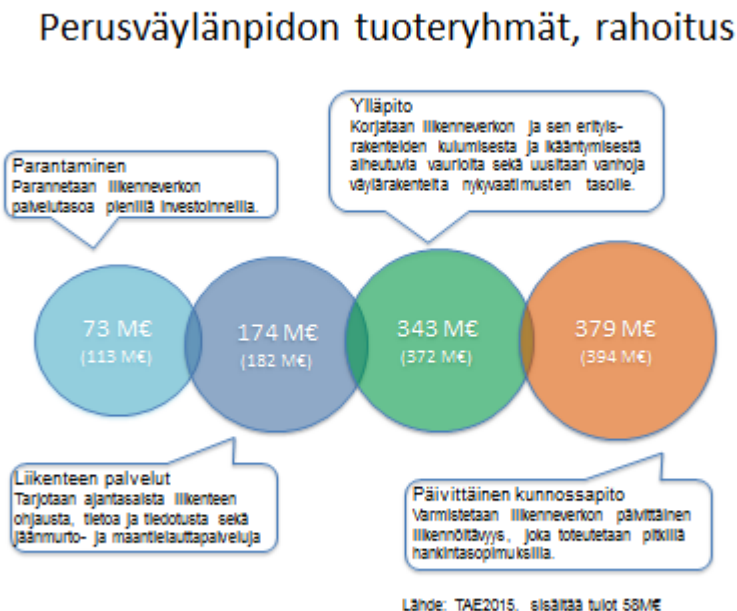 Perusväylänpidon tuoteryhmät, rahoitus
Ylläpito
Korjataan liikenneverkon ja sen erityis-
rakenteiden kulumisesta ja ikääntymisestä
aiheutuvia vaurioita sekä uusitaan vanhoja
väylärakenteita nykyvaatimusten tasolle.
Parantaminen
Parannetaan liikenneverkon
palvelutasoa pienillä investoinneilla.
73 M€
(113 M€)
174 M€
(182 M€)
343 M€
(372 M€)
379 M€
(394 M€)
Liikenteen palvelut
Tarjotaan ajantasaista liikenteen
ohjausta, tietoa ja tiedotusta sekä
jäänmurto- ja maantielauttapalveluja
Päivittäinen kunnossapito
Varmistetaan liikenneverkon päivittäinen
liikennöitävyys, joka toteutetaan pitkillä
hankintasopimuksilla.
Lähde: TAE2015, sisältää tulot 58M€